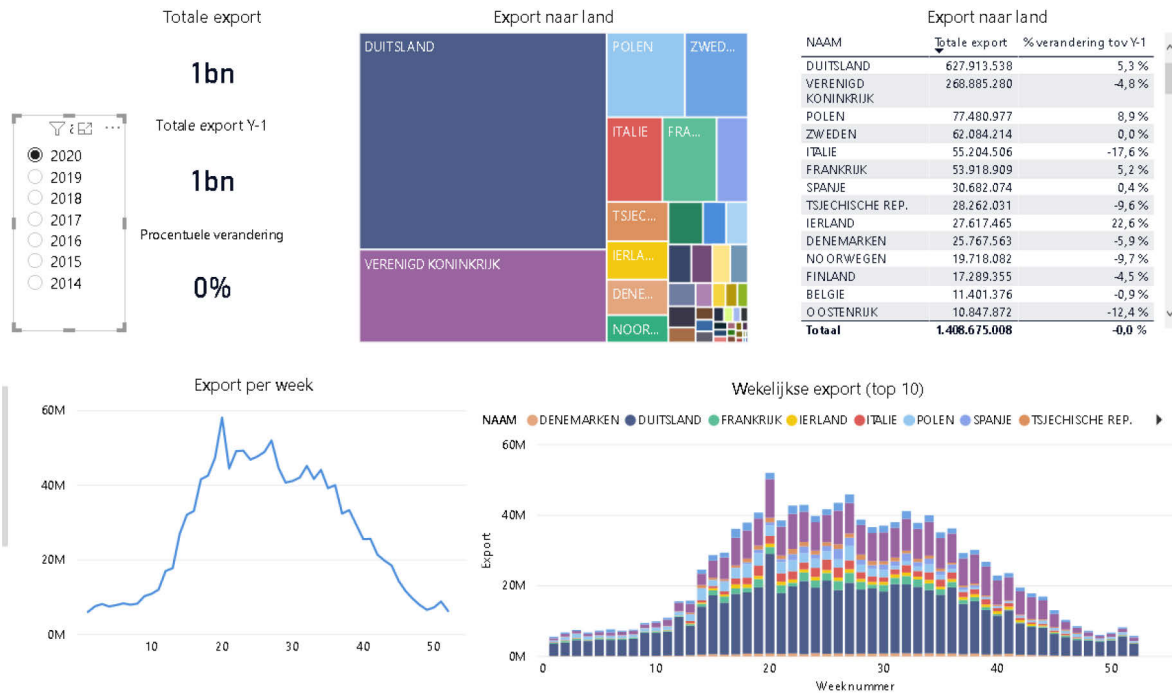 Totale export
1bn
Totale export Y-1
1bn
Procentuele verandering
0%
2020
2019
2018
2017
2016
2015
2014
Export naar land
DUITSLAND
VERENIGD KONINKRIJK
POLEN
ZWED...
ITALIE
FRA...
TSJEC...
IERLA...
DENE...
NOOR...
Export naar land
NAAM Totale export %verandering tov Y-1
DUITSLAND 627.913.538 5,3 %
VERENIGD 268.885.280 -4,8 %
KONINKRIJK
POLEN 77.480.977 8,9 %
ZWEDEN 62.084.214 0,0 %
ITALIE 55.204.506 -17,6 %
FRANKRIJK 53.918.909 5,2 %
SPANJE 30.682.074 0,4 %
TSJECHISCHE REP. 28.262.031 -9,6 %
IERLAND 27.617.465 22,6 %
DENEMARKEN 25.767.563 -5,9 %
NOORWEGEN 19.718.082 -9,7 %
FINLAND 17.289.355 -4,5 %
BELGIE 11.401.376 -0,9 %
OOSTENRIJK 10.847.872 -12,4 %
Totaal 1.408.675.008 -0,0 %
Export per week
60M
40M
20M
0M
10 20 30 40 50
Wekelijkse export (top 10)
NAAM DENEMARKEN DUITSLAND FRANKRIJK IERLAND ITALIE POLEN SPANJE TSJECHISCHE REP.
60M
40M
20M
0M
Export
0 10 20 30 40 50
Weeknummer